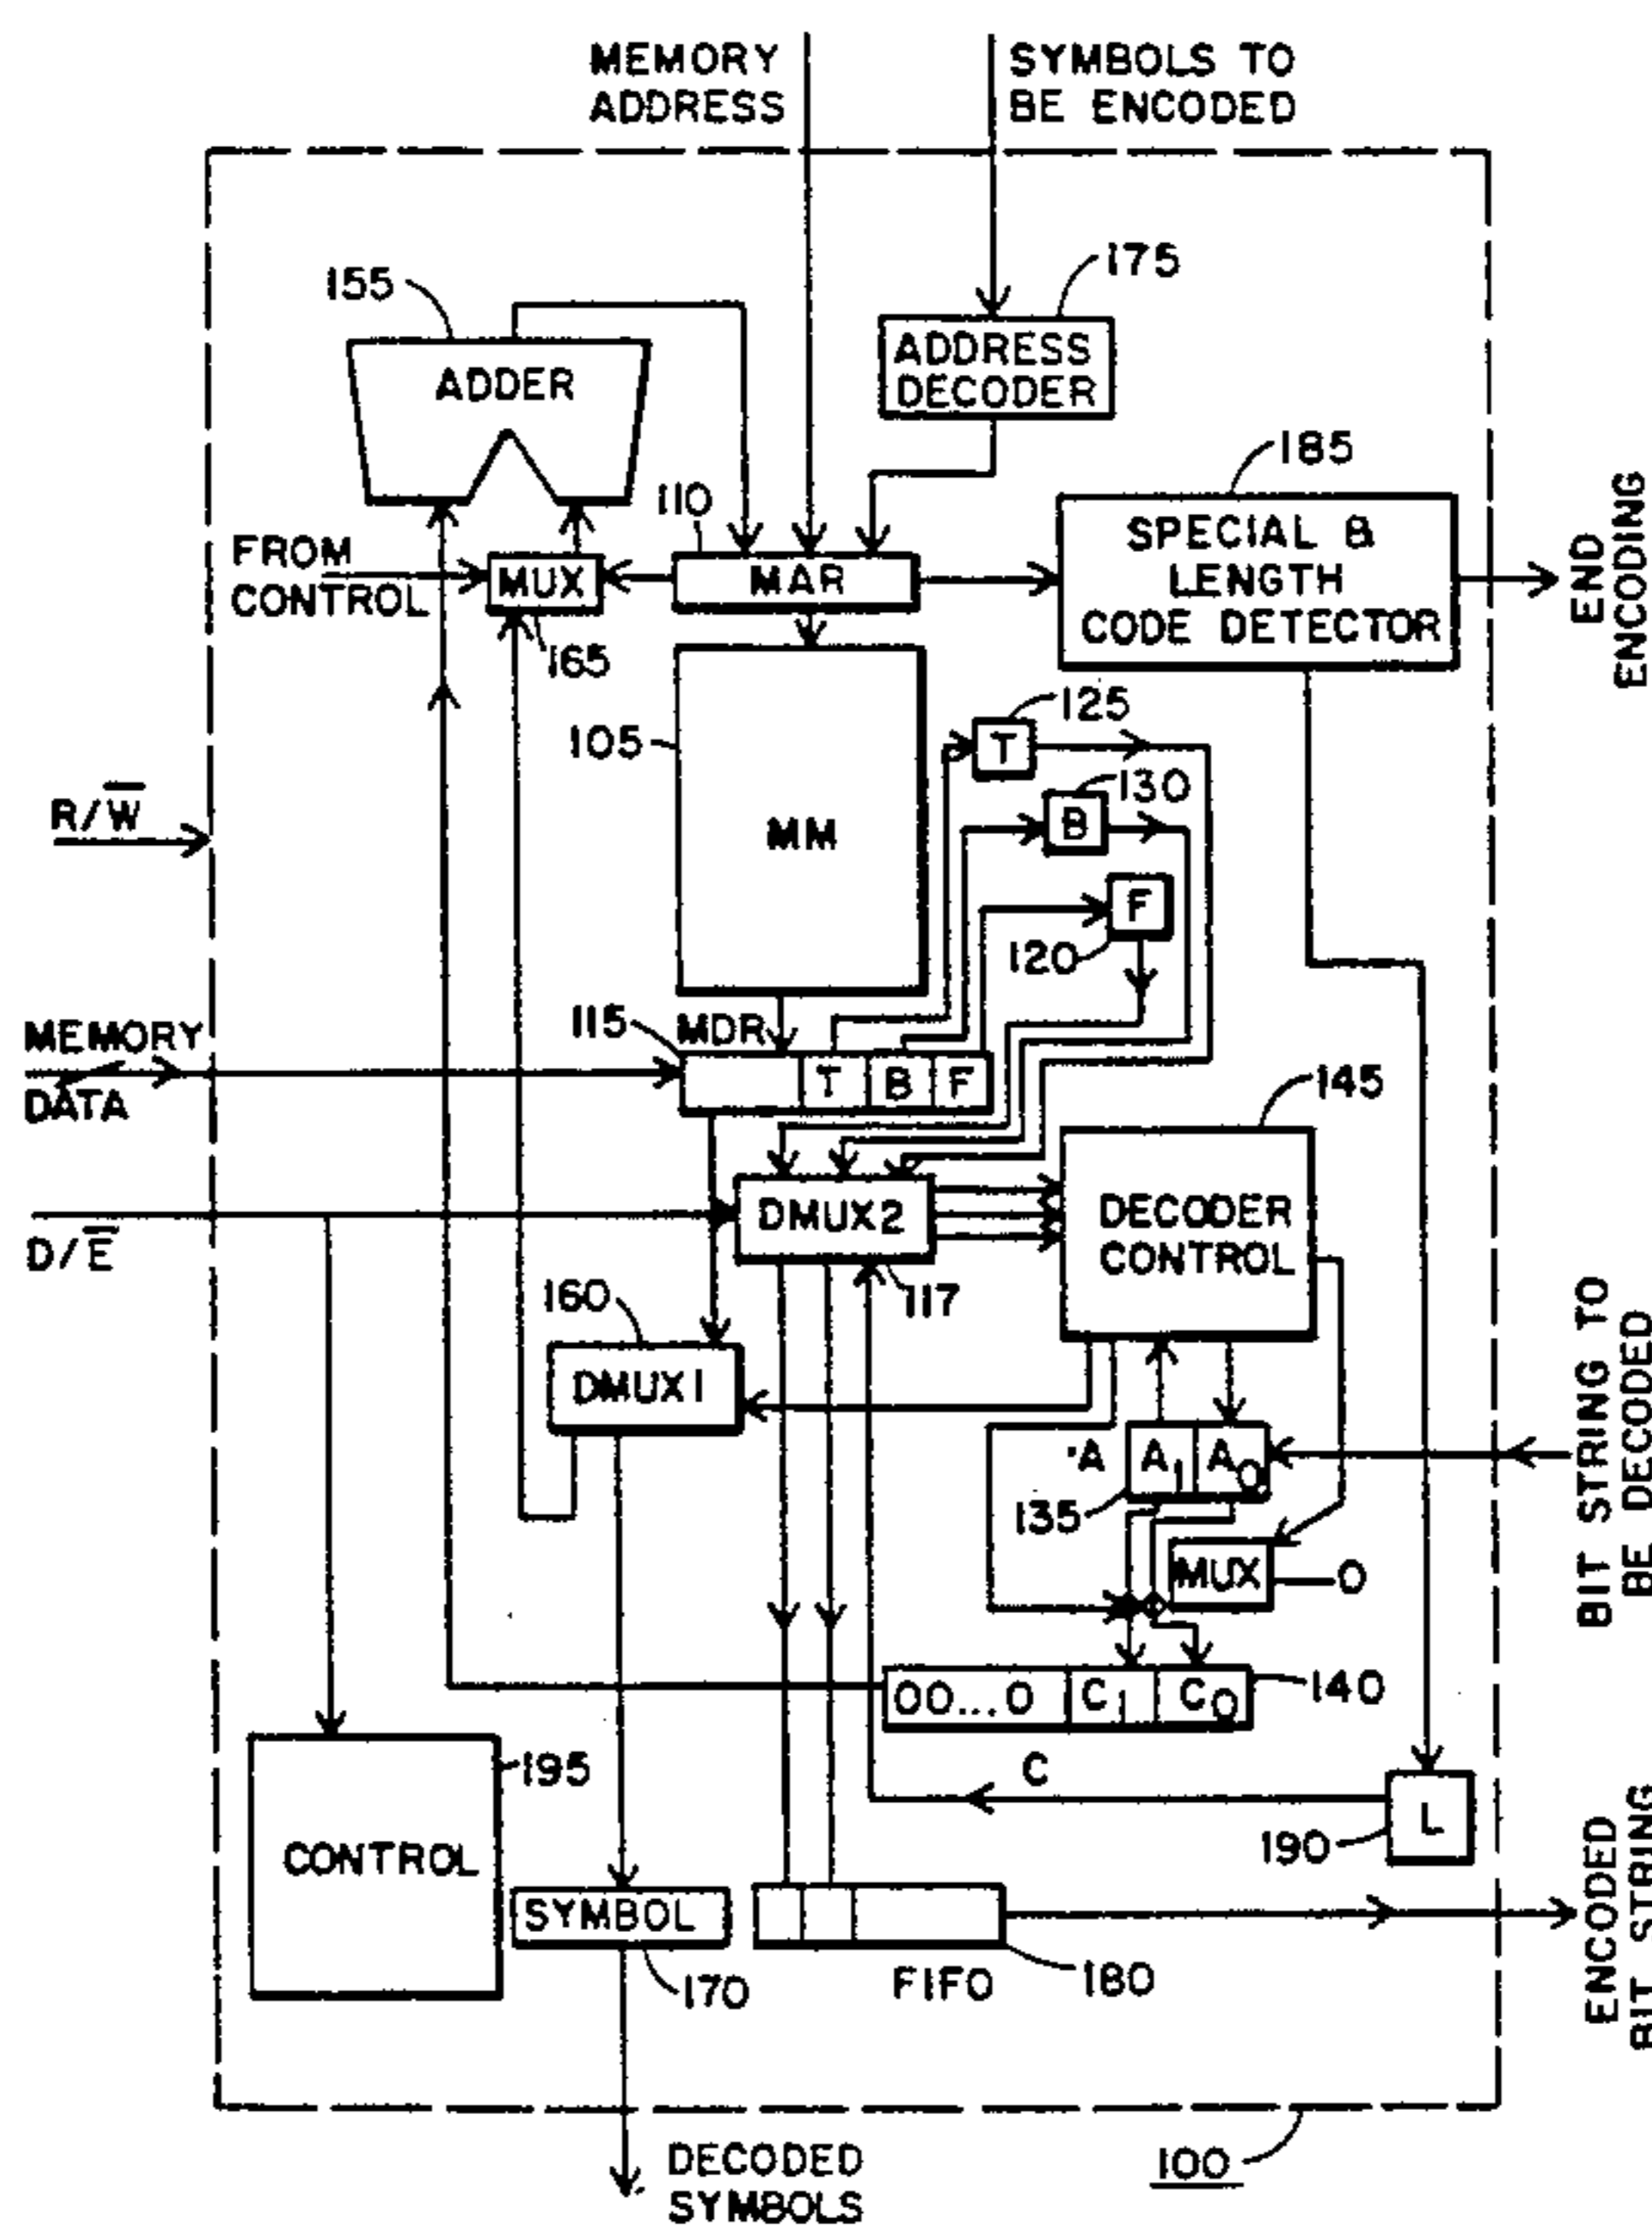 MEMORY
ADDRESS
SYMBOLS TO
BE ENCODED
155
175
ADDER
ADDRESS
DECODER
185
110
FROM
CONTROL
MUX
MAR
SPECIAL &
LENGTH
CODE DETECTOR
END
ENCODING
165
125
T
105
130
B
R/W̅
MM
F
120
MEMORY
DATA
115
MDR
T B F
145
D/E̅
DMUX2
DECODER
CONTROL
117
160
DMUX1
BIT STRING TO
BE DECODED
A
A₁ A₀
135
MUX
0
00...0 C₁ C₀
140
195
C
L
190
CONTROL
ENCODED
BIT STRING
SYMBOL
170
FIFO
180
DECODED
SYMBOLS
100